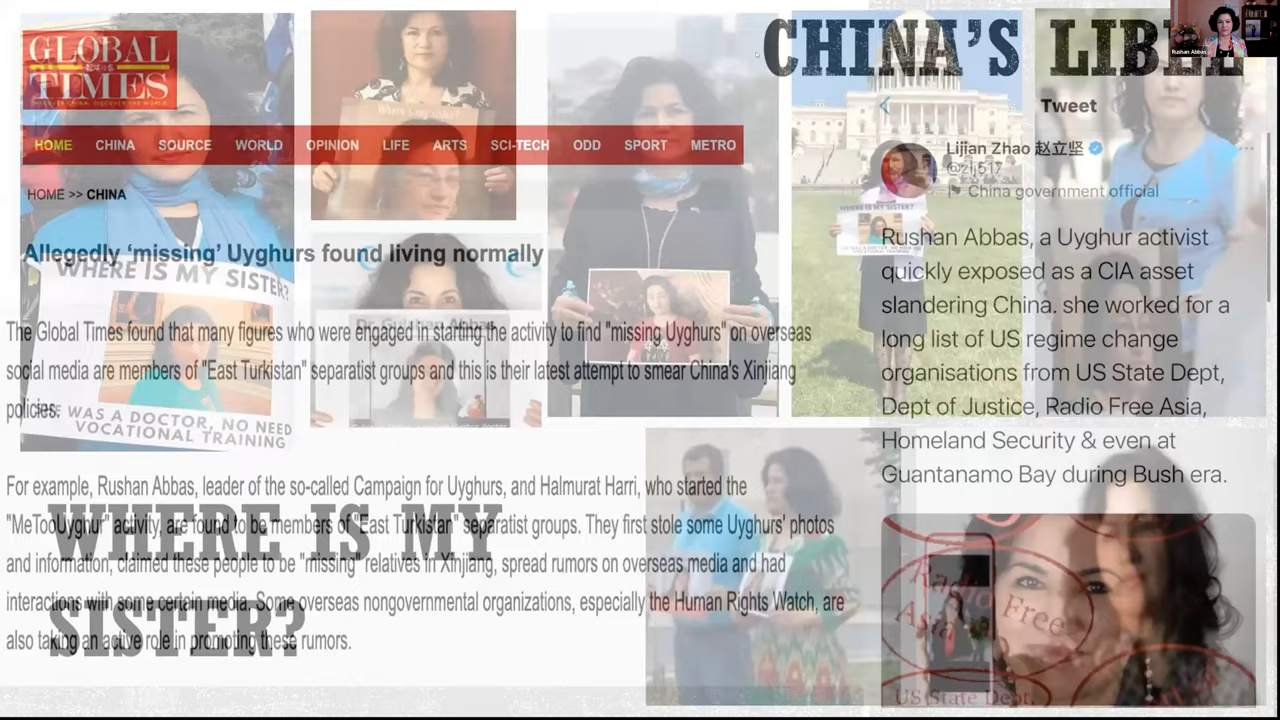 GLOBAL
TIMES
DISCOVER CHINA, DISCOVER THE WORLD
HOME CHINA SOURCE WORLD OPINION LIFE ARTS SCI-TECH ODD SPORT METRO
HOME >> CHINA
Allegedly ‘missing’ Uyghurs found living normally
WHERE IS MY SISTER?
The Global Times found that many figures who were engaged in starting the activity to find "missing Uyghurs" on overseas
social media are members of "East Turkistan" separatist groups and this is their latest attempt to smear China's Xinjiang
policies.
WAS A DOCTOR, NO NEED
VOCATIONAL TRAINING
For example, Rushan Abbas, leader of the so-called Campaign for Uyghurs, and Halmurat Harri, who started the
"MeTooUyghur" activity, are found to be members of "East Turkistan" separatist groups. They first stole some Uyghurs' photos
and information, claimed these people to be "missing" relatives in Xinjiang, spread rumors on overseas media and had
interactions with some certain media. Some overseas nongovernmental organizations, especially the Human Rights Watch, are
also taking an active role in promoting these rumors.
WHERE IS MY
SISTER?
CHINA’S LIBEL
Rushan Abbas
Tweet
Lijian Zhao 赵立坚
@zlj517
China government official
WHERE IS MY SISTER?
Rushan Abbas, a Uyghur activist
quickly exposed as a CIA asset
slandering China. she worked for a
long list of US regime change
organisations from US State Dept,
Dept of Justice, Radio Free Asia,
Homeland Security & even at
Guantanamo Bay during Bush era.
Radio Free
Asia
US State Dept.